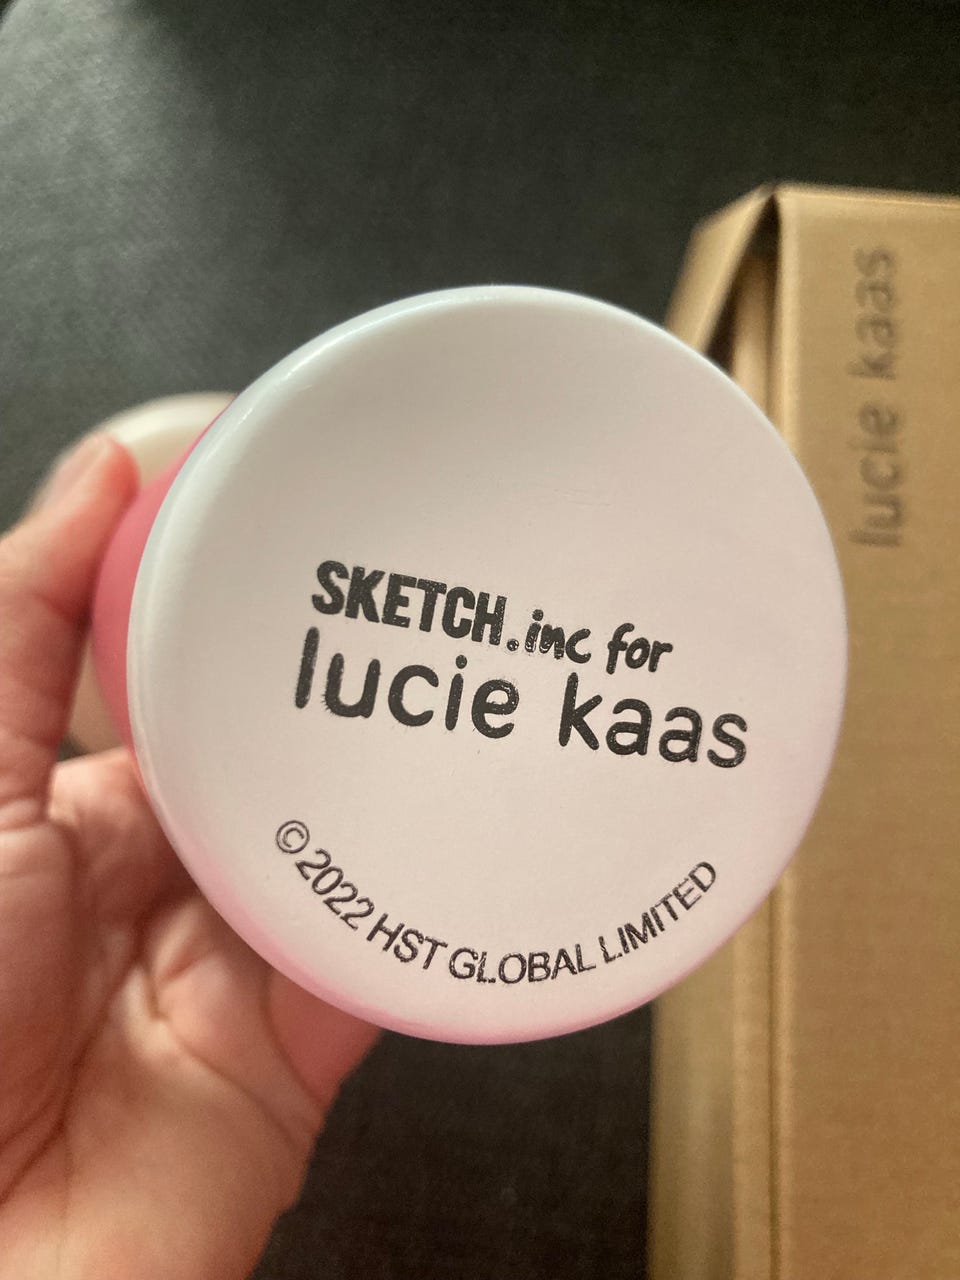 SKETCH.inc for
lucie kaas
© 2022 HST GLOBAL LIMITED
lucie kaas